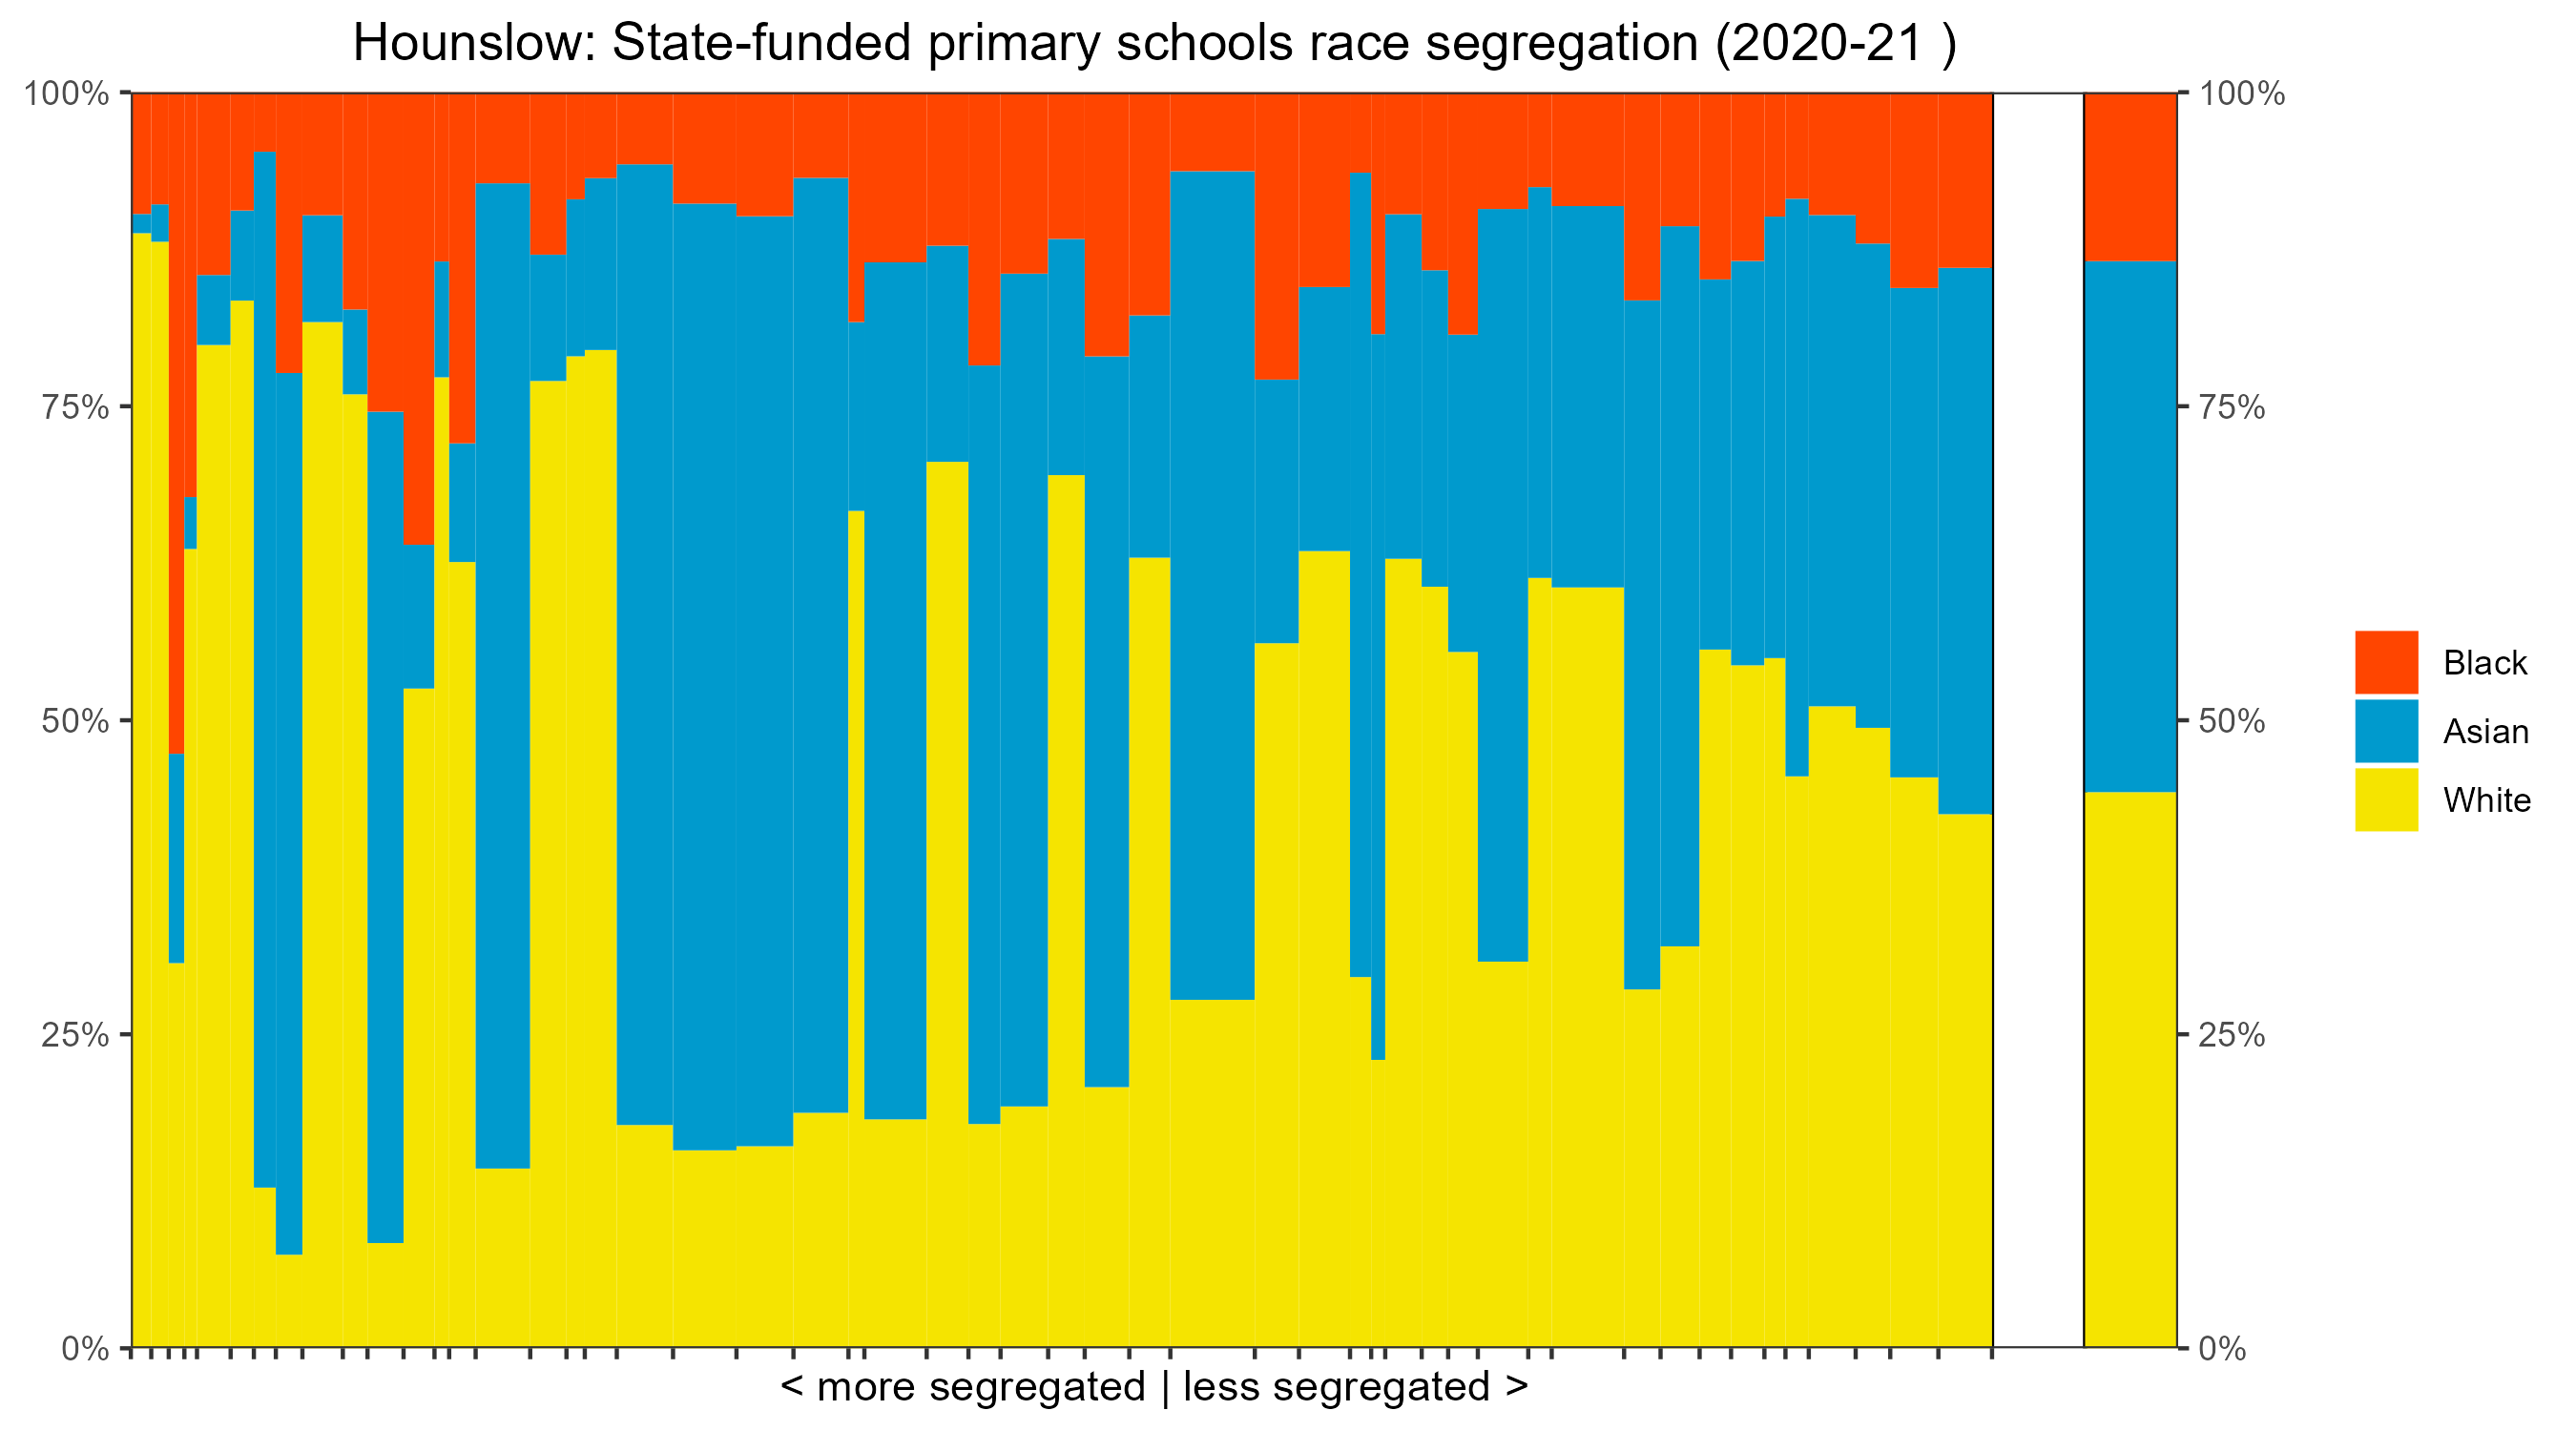 Hounslow: State-funded primary schools race segregation (2020-21 )
100%
75%
50%
25%
0%
100%
75%
50%
25%
0%
Black
Asian
White
< more segregated | less segregated >